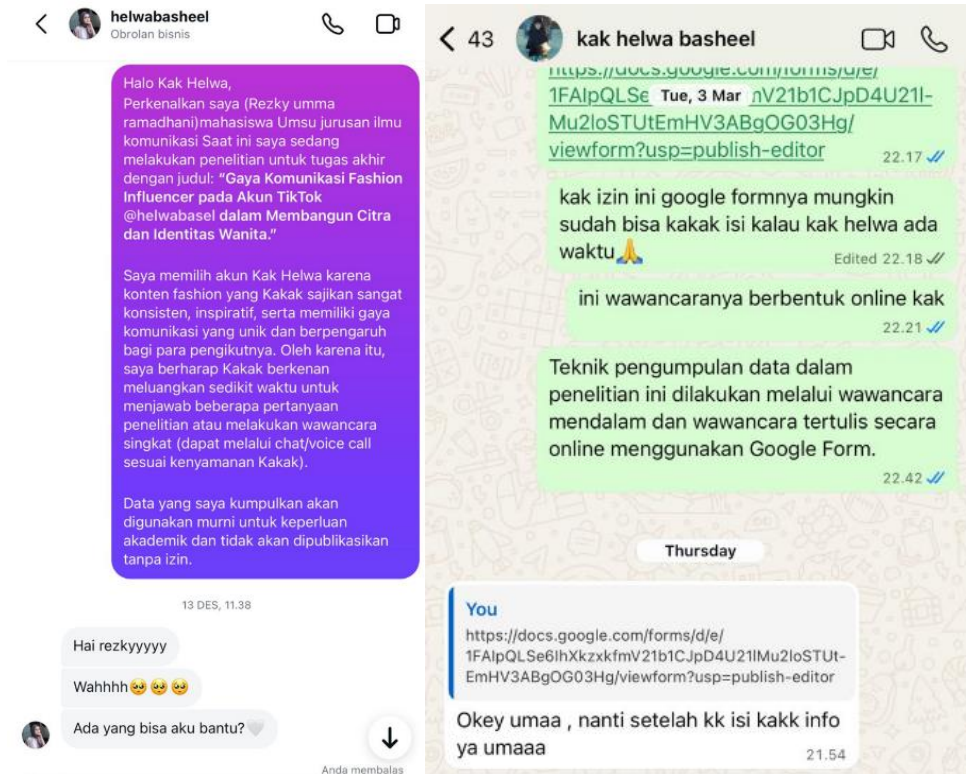 helwabasheel
Obrolan bisnis
Halo Kak Helwa,
Perkenalkan saya (Rezky umma
ramadhani)mahasiswa Umsu jurusan ilmu
komunikasi Saat ini saya sedang
melakukan penelitian untuk tugas akhir
dengan judul: “Gaya Komunikasi Fashion
Influencer pada Akun TikTok
@helwabasel dalam Membangun Citra
dan Identitas Wanita.”
Saya memilih akun Kak Helwa karena
konten fashion yang Kakak sajikan sangat
konsisten, inspiratif, serta memiliki gaya
komunikasi yang unik dan berpengaruh
bagi para pengikutnya. Oleh karena itu,
saya berharap Kakak berkenan
meluangkan sedikit waktu untuk
menjawab beberapa pertanyaan
penelitian atau melakukan wawancara
singkat (dapat melalui chat/voice call
sesuai kenyamanan Kakak).
Data yang saya kumpulkan akan
digunakan murni untuk keperluan
akademik dan tidak akan dipublikasikan
tanpa izin.
13 DES, 11.38
Hai rezkyyyyy
Wahhhh🥺🥺🥺
Ada yang bisa aku bantu?🤍
Anda membalas
43
kak helwa basheel
https://docs.google.com/forms/d/e/
1FAIpQLSe Tue, 3 Mar nV21b1CJpD4U21I-
Mu2loSTUtEmHV3ABgOG03Hg/
viewform?usp=publish-editor
22.17
kak izin ini google formnya mungkin
sudah bisa kakak isi kalau kak helwa ada
waktu🙏
Edited 22.18
ini wawancaranya berbentuk online kak
22.21
Teknik pengumpulan data dalam
penelitian ini dilakukan melalui wawancara
mendalam dan wawancara tertulis secara
online menggunakan Google Form.
22.42
Thursday
You
https://docs.google.com/forms/d/e/
1FAIpQLSe6IhXkzxkfmV21b1CJpD4U21IMu2loSTUt-
EmHV3ABgOG03Hg/viewform?usp=publish-editor
Okey umaa , nanti setelah kk isi kakk info
ya umaaa
21.54